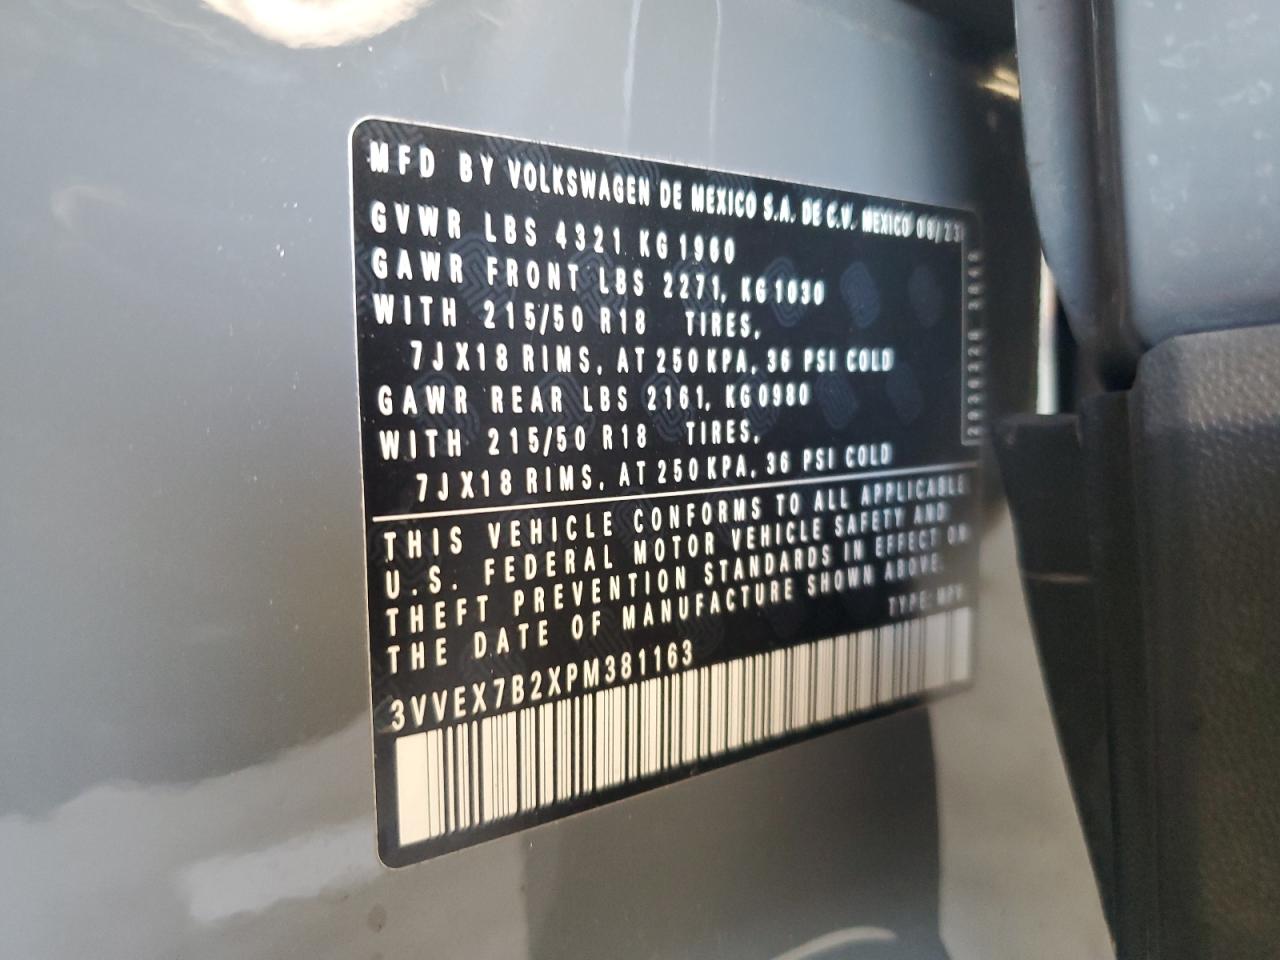 MFD BY VOLKSWAGEN DE MEXICO S.A. DE C.V. MEXICO 08/23
GVWR LBS 4321 KG 1960
GAWR FRONT LBS 2271, KG 1030
WITH 215/50 R18 TIRES,
7J X18 RIMS, AT 250 KPA, 36 PSI COLD
GAWR REAR LBS 2161, KG 0980
WITH 215/50 R18 TIRES,
7J X18 RIMS, AT 250 KPA, 36 PSI COLD
THIS VEHICLE CONFORMS TO ALL APPLICABLE
U.S. FEDERAL MOTOR VEHICLE SAFETY AND
THEFT PREVENTION STANDARDS IN EFFECT ON
THE DATE OF MANUFACTURE SHOWN ABOVE.
TYPE: MPV
3VVEX7B2XPM381163